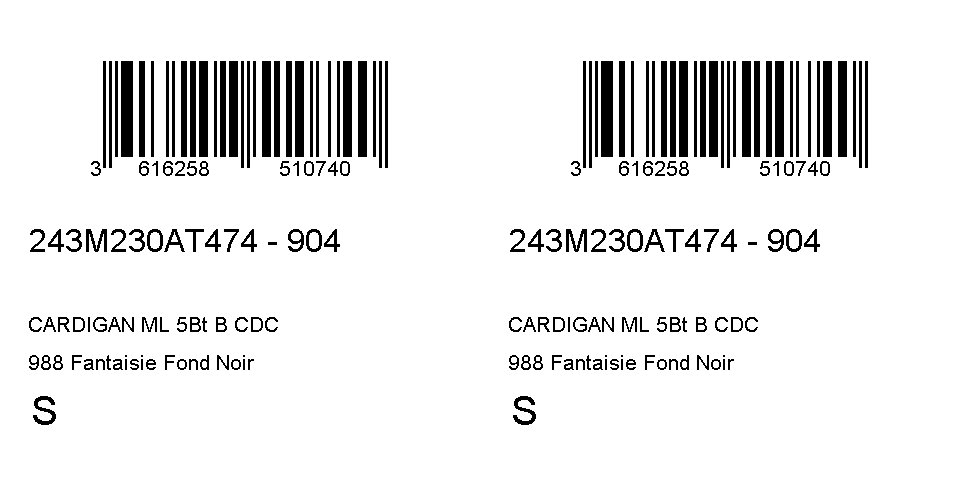 3 616258 510740
243M230AT474 - 904
CARDIGAN ML 5Bt B CDC
988 Fantaisie Fond Noir
S
3 616258 510740
243M230AT474 - 904
CARDIGAN ML 5Bt B CDC
988 Fantaisie Fond Noir
S